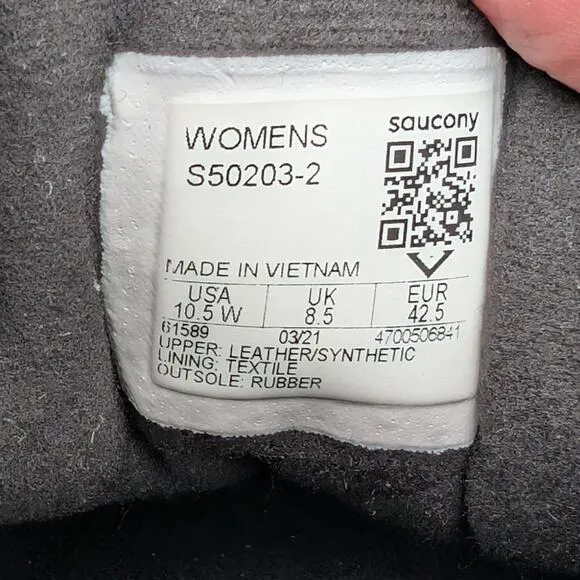 WOMENS
S50203-2
saucony
MADE IN VIETNAM
USA UK EUR
10.5 W 8.5 42.5
61589 03/21 4700506841
UPPER: LEATHER/SYNTHETIC
LINING: TEXTILE
OUTSOLE: RUBBER